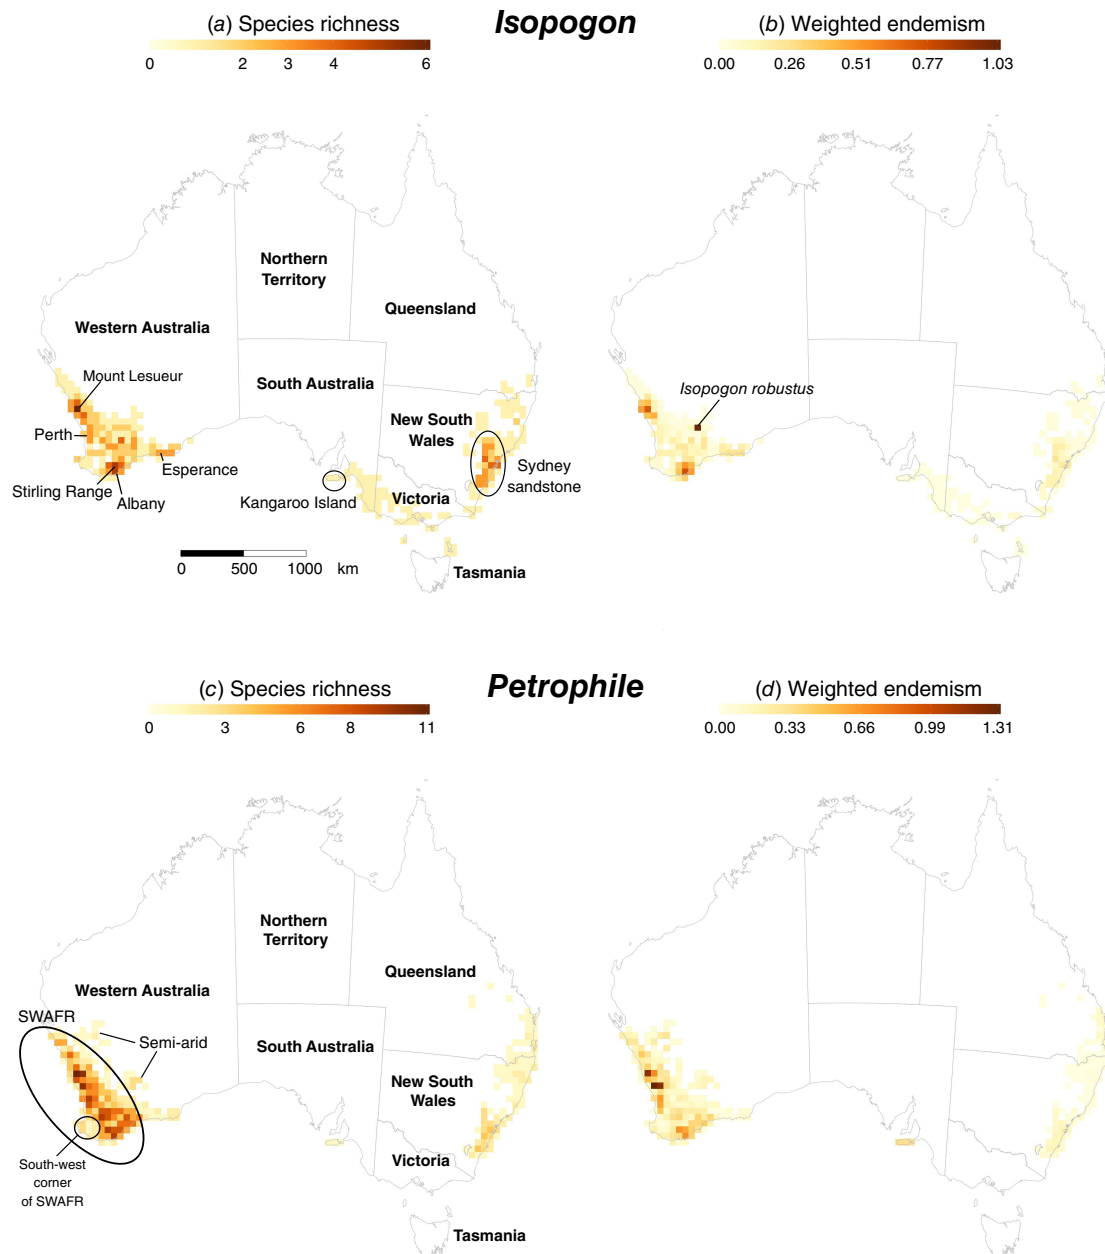 Isopogon
(a) Species richness
0 2 3 4 6
(b) Weighted endemism
0.00 0.26 0.51 0.77 1.03
Northern
Territory
Queensland
Western Australia
South Australia
Mount Lesueur
New South
Wales
Perth
Esperance
Stirling Range
Albany
Kangaroo Island
Victoria
Sydney
sandstone
0 500 1000 km
Tasmania
Isopogon robustus
Petrophile
(c) Species richness
0 3 6 8 11
(d) Weighted endemism
0.00 0.33 0.66 0.99 1.31
Northern
Territory
Queensland
Western Australia
SWAFR
Semi-arid
South Australia
New South
Wales
South-west
corner
of SWAFR
Victoria
Tasmania